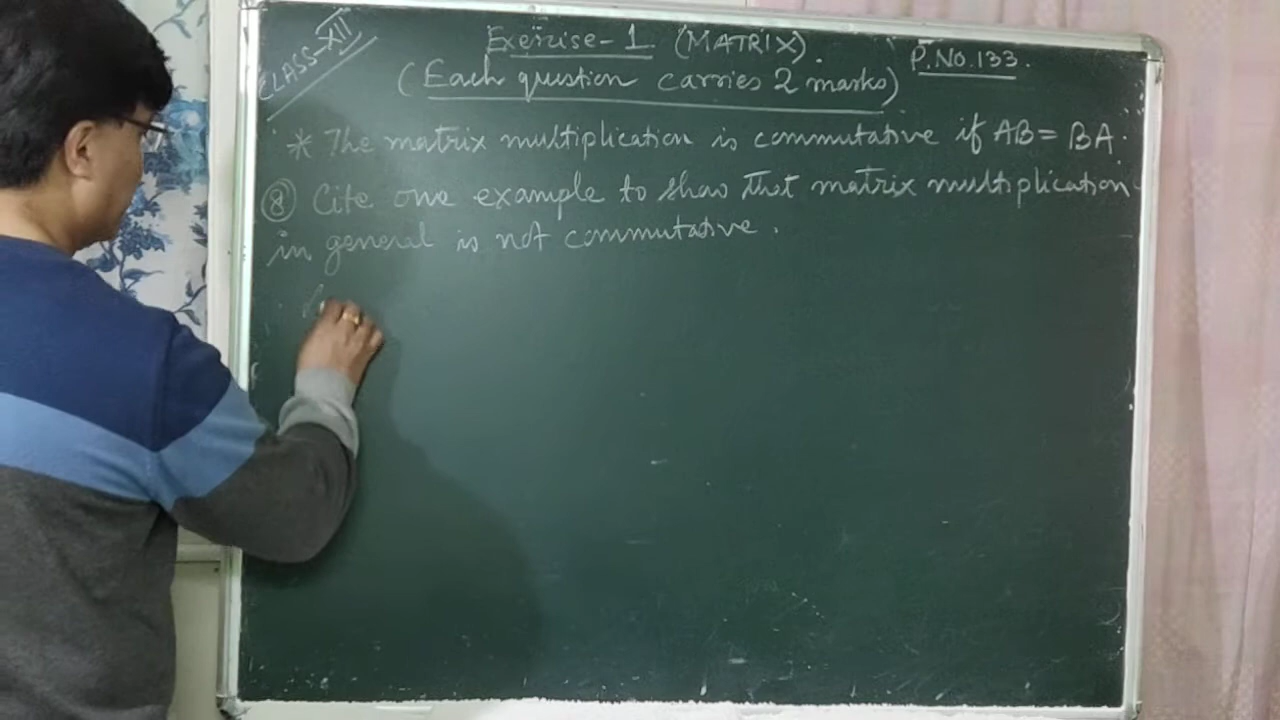 CLASS-XII
Exercise-1 (MATRIX).
P.No.133.
(Each question carries 2 marks)
* The matrix multiplication is commutative if AB = BA.
⑧ Cite one example to show that matrix multiplication
in general is not commutative.